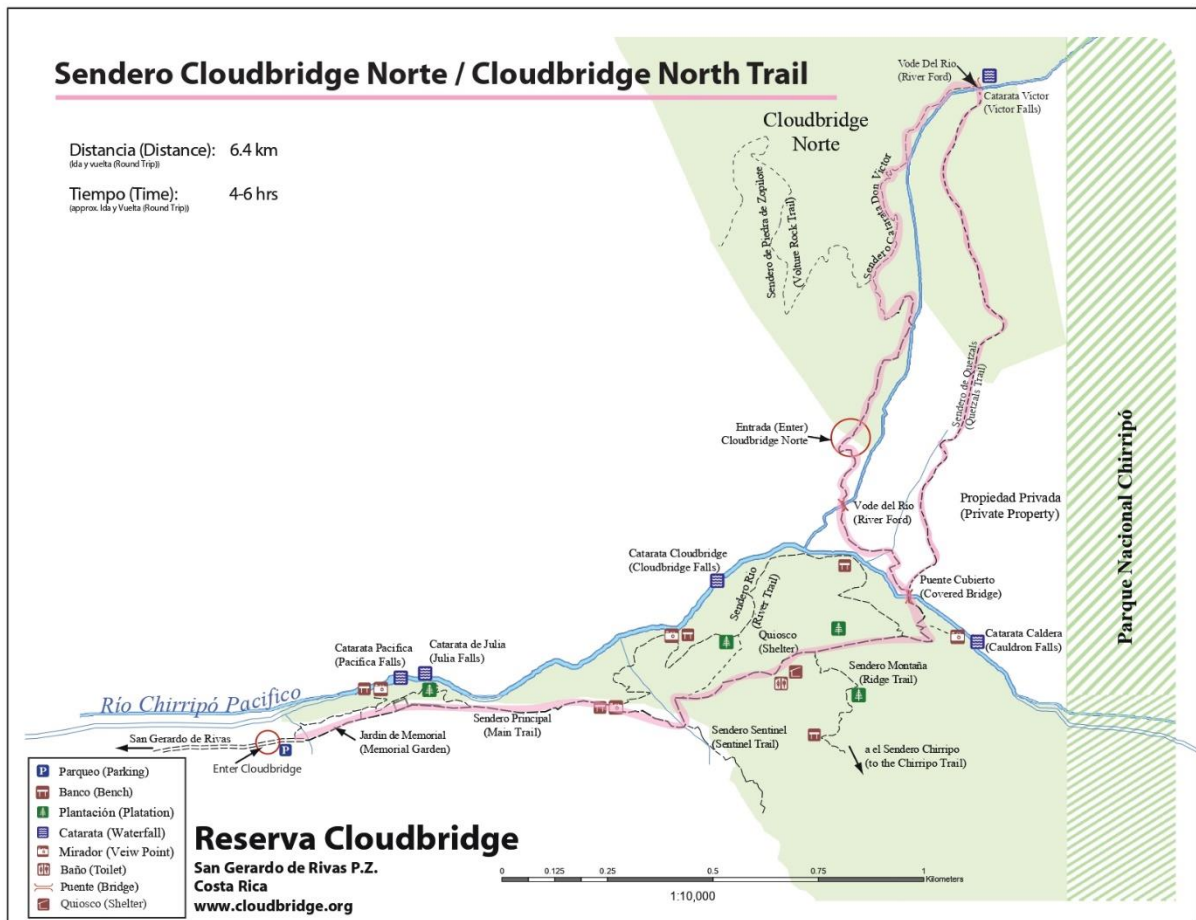 Sendero Cloudbridge Norte / Cloudbridge North Trail
Distancia (Distance): 6.4 km
(Ida y vuelta (Round Trip))
Tiempo (Time): 4-6 hrs
(approx. Ida y Vuelta (Round Trip))
Vode Del Rio
(River Ford)
Catarata Victor
(Victor Falls)
Cloudbridge
Norte
Sendero de Piedra de Zopilote
(Volture Rock Trail)
Sendero Catarata Don Victor
Sendero de Quetzals
(Quetzals Trail)
Entrada (Enter)
Cloudbridge Norte
Vode del Rio
(River Ford)
Propiedad Privada
(Private Property)
Parque Nacional Chirripó
Catarata Cloudbridge
(Cloudbridge Falls)
Sendero Rio
(River Trail)
Puente Cubierto
(Covered Bridge)
Quiosco
(Shelter)
Catarata Caldera
(Cauldron Falls)
Catarata Pacifica
(Pacifica Falls)
Catarata de Julia
(Julia Falls)
Sendero Montaña
(Ridge Trail)
Río Chirripó Pacifico
Sendero Principal
(Main Trail)
Jardin de Memorial
(Memorial Garden)
Sendero Sentinel
(Sentinel Trail)
San Gerardo de Rivas
Enter Cloudbridge
a el Sendero Chirripo
(to the Chirripo Trail)
P Parqueo (Parking)
Banco (Bench)
Plantación (Platation)
Catarata (Waterfall)
Mirador (Veiw Point)
Baño (Toilet)
Puente (Bridge)
Quiosco (Shelter)
Reserva Cloudbridge
San Gerardo de Rivas P.Z.
Costa Rica
www.cloudbridge.org
0 0.125 0.25 0.5 0.75 1
Kilometers
1:10,000